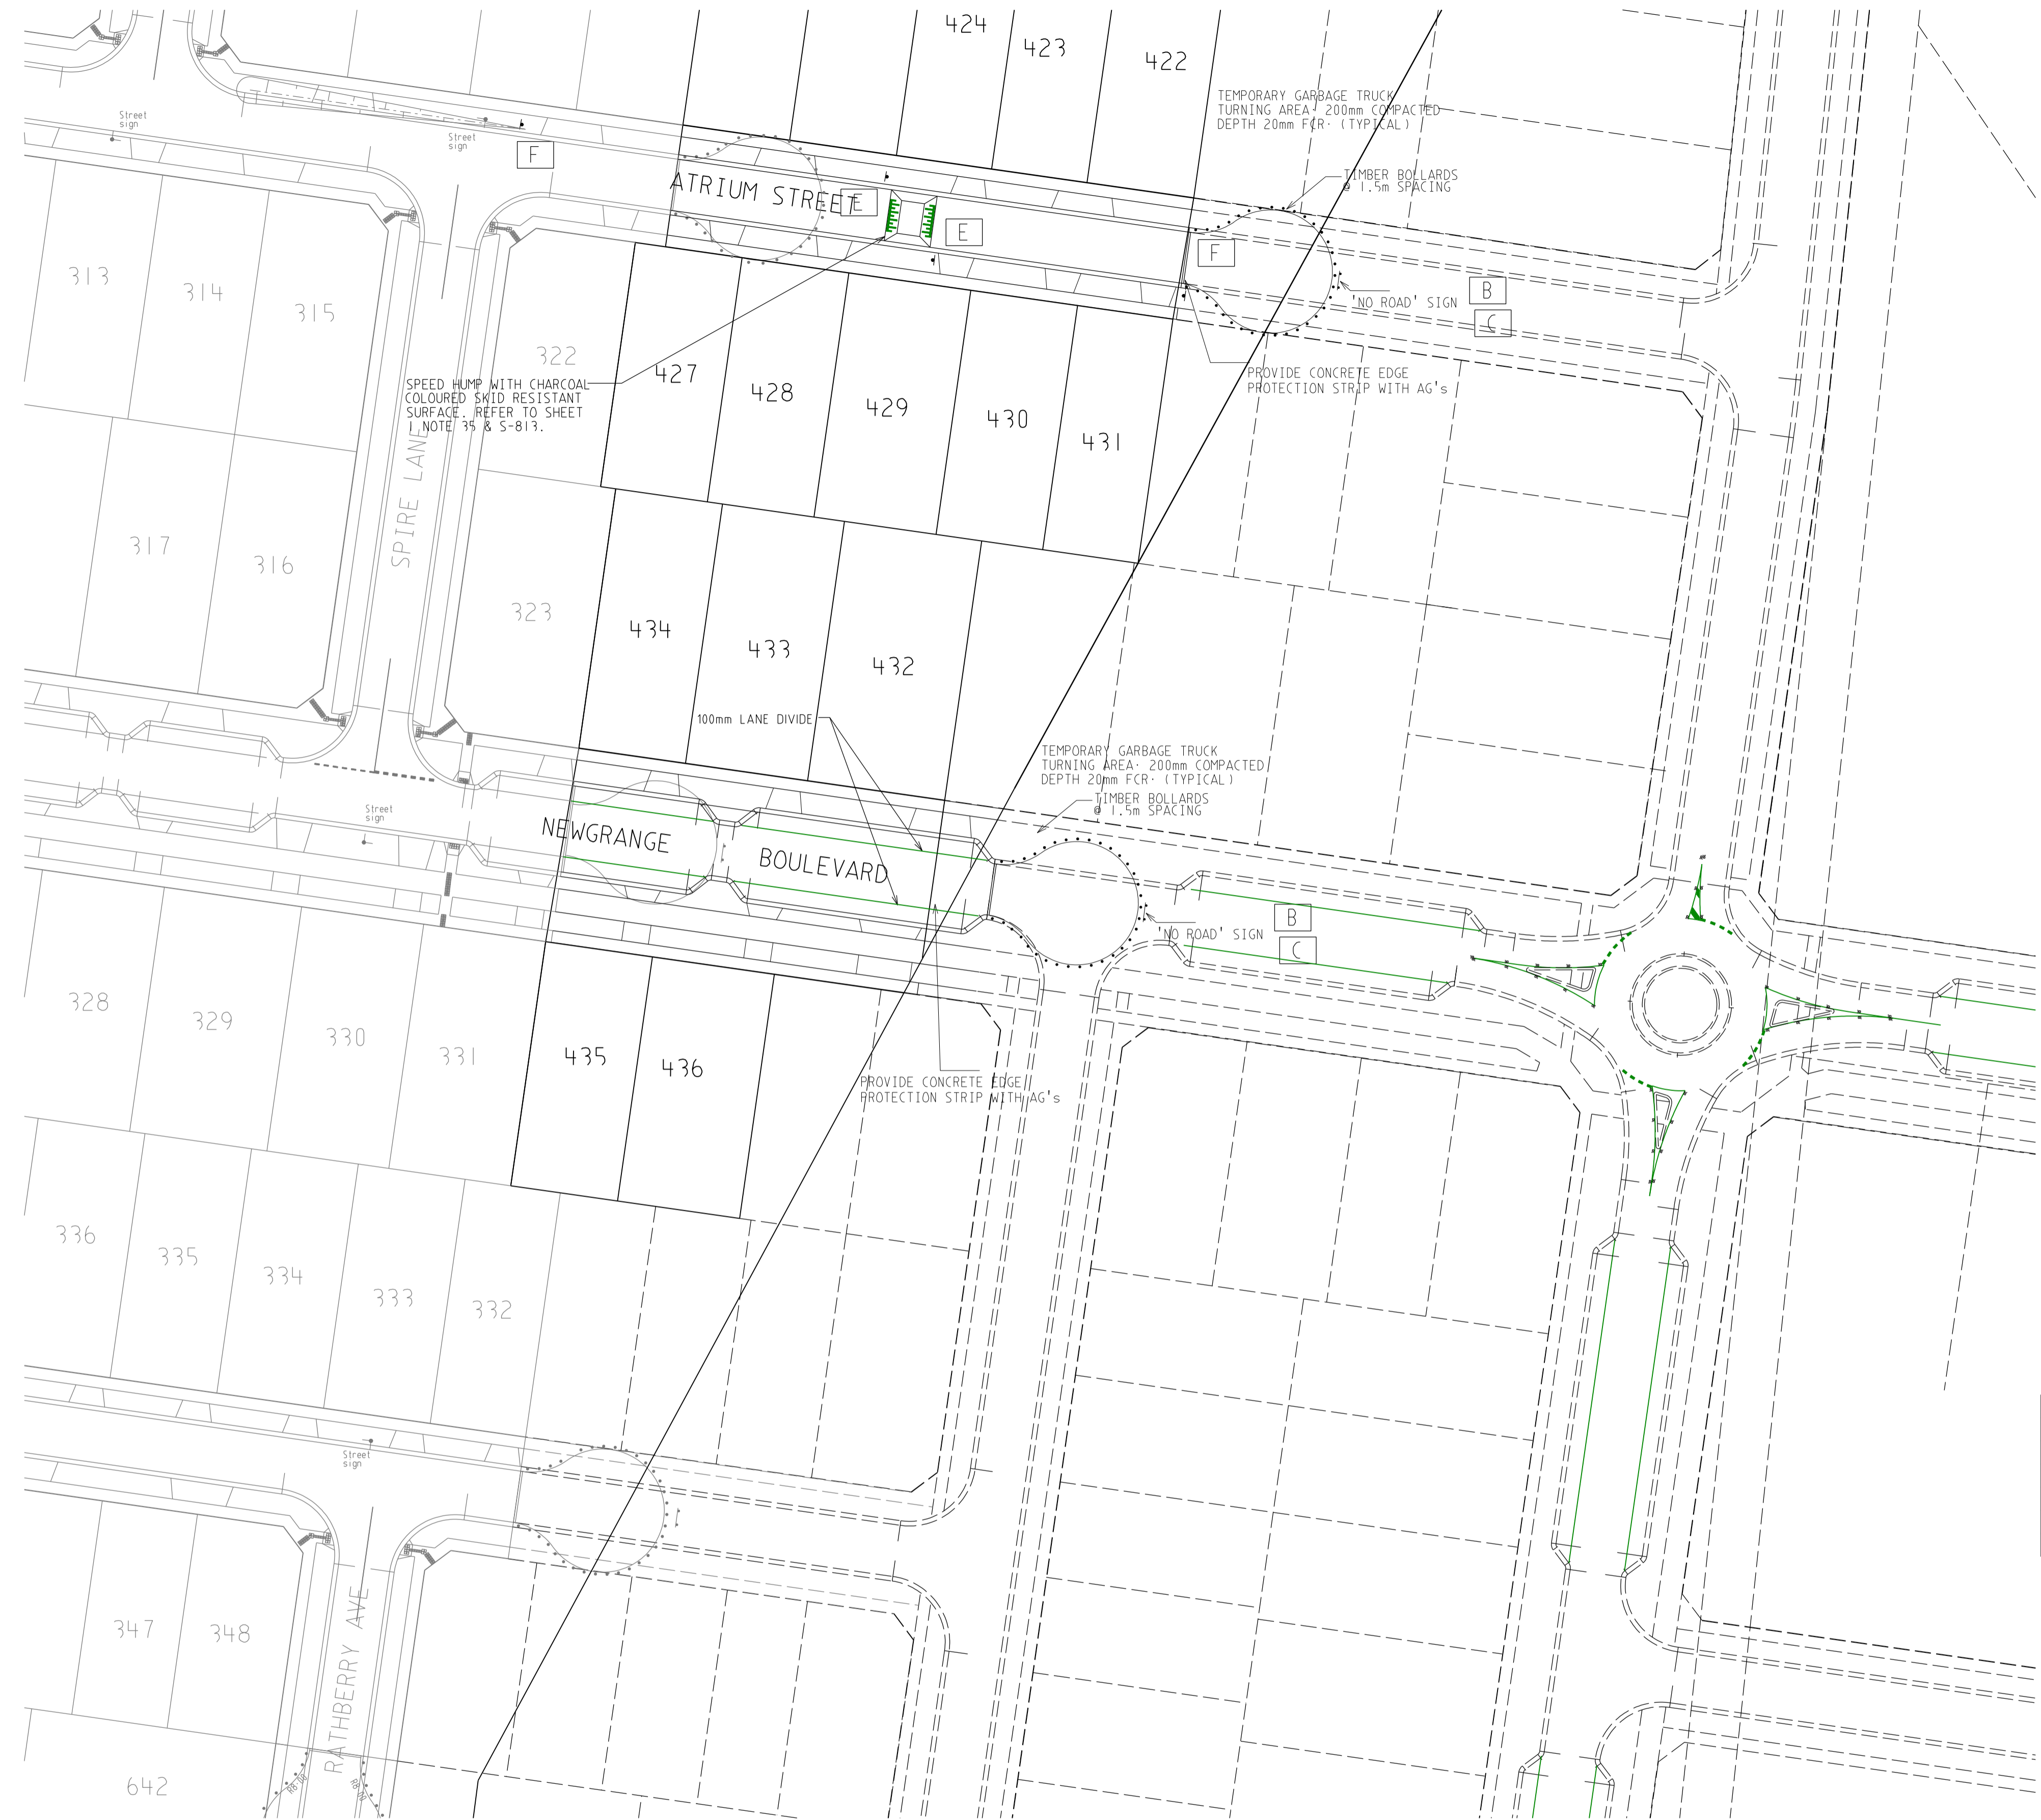 424
423
422
TEMPORARY GARBAGE TRUCK
TURNING AREA· 200mm COMPACTED
DEPTH 20mm FCR· (TYPICAL)
Street
sign
Street
sign
F
TIMBER BOLLARDS
@ 1.5m SPACING
ATRIUM STREET
E
E
F
'NO ROAD' SIGN
B
C
313
314
315
322
427
428
429
430
431
PROVIDE CONCRETE EDGE
PROTECTION STRIP WITH AG's
SPEED HUMP WITH CHARCOAL
COLOURED SKID RESISTANT
SURFACE. REFER TO SHEET
1 NOTE 35 & S-813.
SPIRE LANE
317
316
323
434
433
432
100mm LANE DIVIDE
TEMPORARY GARBAGE TRUCK
TURNING AREA· 200mm COMPACTED
DEPTH 20mm FCR· (TYPICAL)
TIMBER BOLLARDS
@ 1.5m SPACING
Street
sign
NEWGRANGE
BOULEVARD
'NO ROAD' SIGN
B
C
328
329
330
331
435
436
PROVIDE CONCRETE EDGE
PROTECTION STRIP WITH AG's
336
335
334
333
332
Street
sign
347
348
RATHBERRY AVE
642